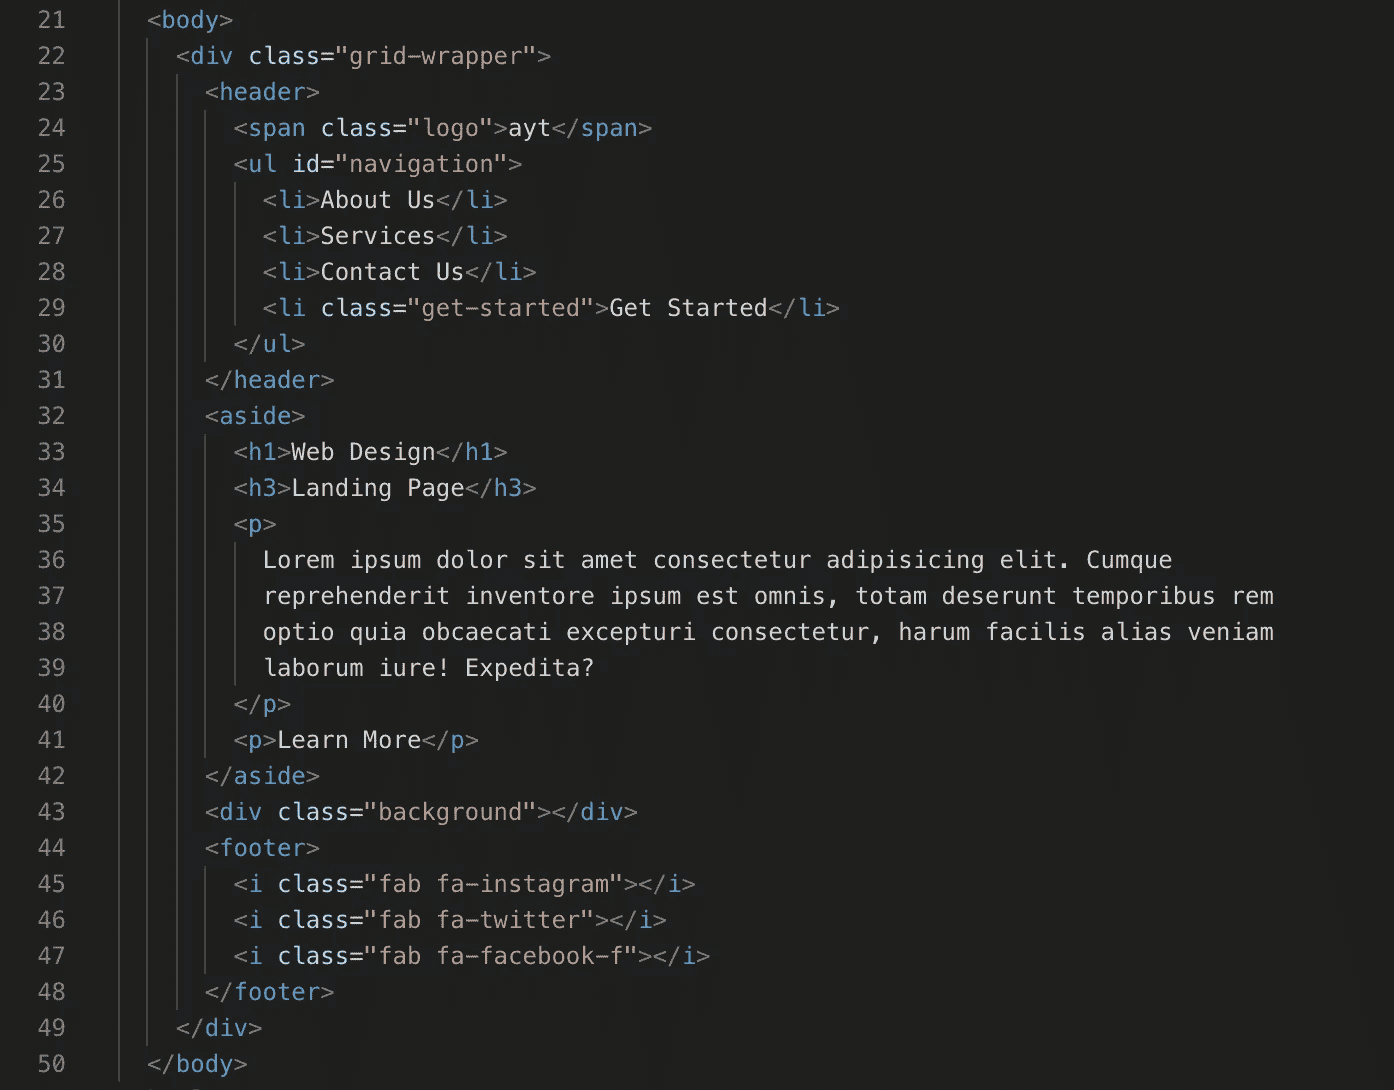 21 <body>
22 <div class="grid-wrapper">
23 <header>
24 <span class="logo">ayt</span>
25 <ul id="navigation">
26 <li>About Us</li>
27 <li>Services</li>
28 <li>Contact Us</li>
29 <li class="get-started">Get Started</li>
30 </ul>
31 </header>
32 <aside>
33 <h1>Web Design</h1>
34 <h3>Landing Page</h3>
35 <p>
36 Lorem ipsum dolor sit amet consectetur adipisicing elit. Cumque
37 reprehenderit inventore ipsum est omnis, totam deserunt temporibus rem
38 optio quia obcaecati excepturi consectetur, harum facilis alias veniam
39 laborum iure! Expedita?
40 </p>
41 <p>Learn More</p>
42 </aside>
43 <div class="background"></div>
44 <footer>
45 <i class="fab fa-instagram"></i>
46 <i class="fab fa-twitter"></i>
47 <i class="fab fa-facebook-f"></i>
48 </footer>
49 </div>
50 </body>